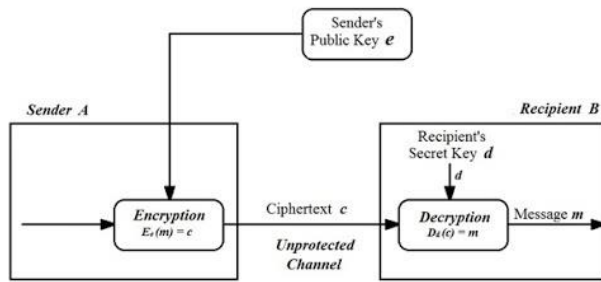 Sender's
Public Key e
Sender A
Recipient B
Recipient's
Secret Key d
d
Encryption
Eₑ(m) = c
Ciphertext c
Unprotected
Channel
Decryption
D_d(c) = m
Message m